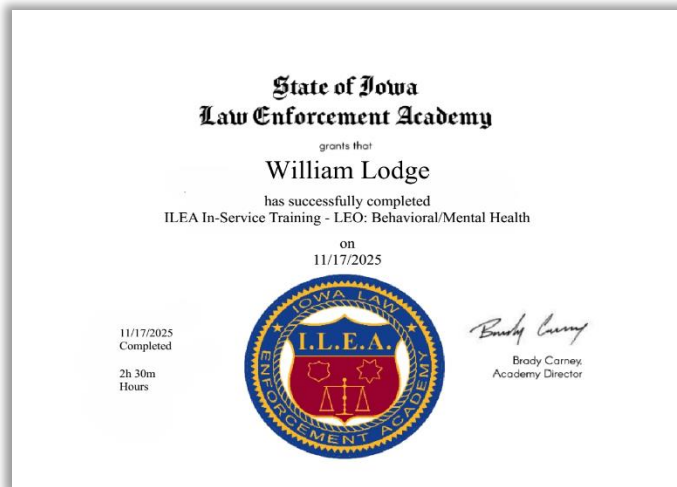 State of Iowa
Law Enforcement Academy
grants that
William Lodge
has successfully completed
ILEA In-Service Training - LEO: Behavioral/Mental Health
on
11/17/2025
11/17/2025
Completed
2h 30m
Hours
IOWA LAW
I.L.E.A.
ENFORCEMENT ACADEMY
Brady Carney
Brady Carney,
Academy Director